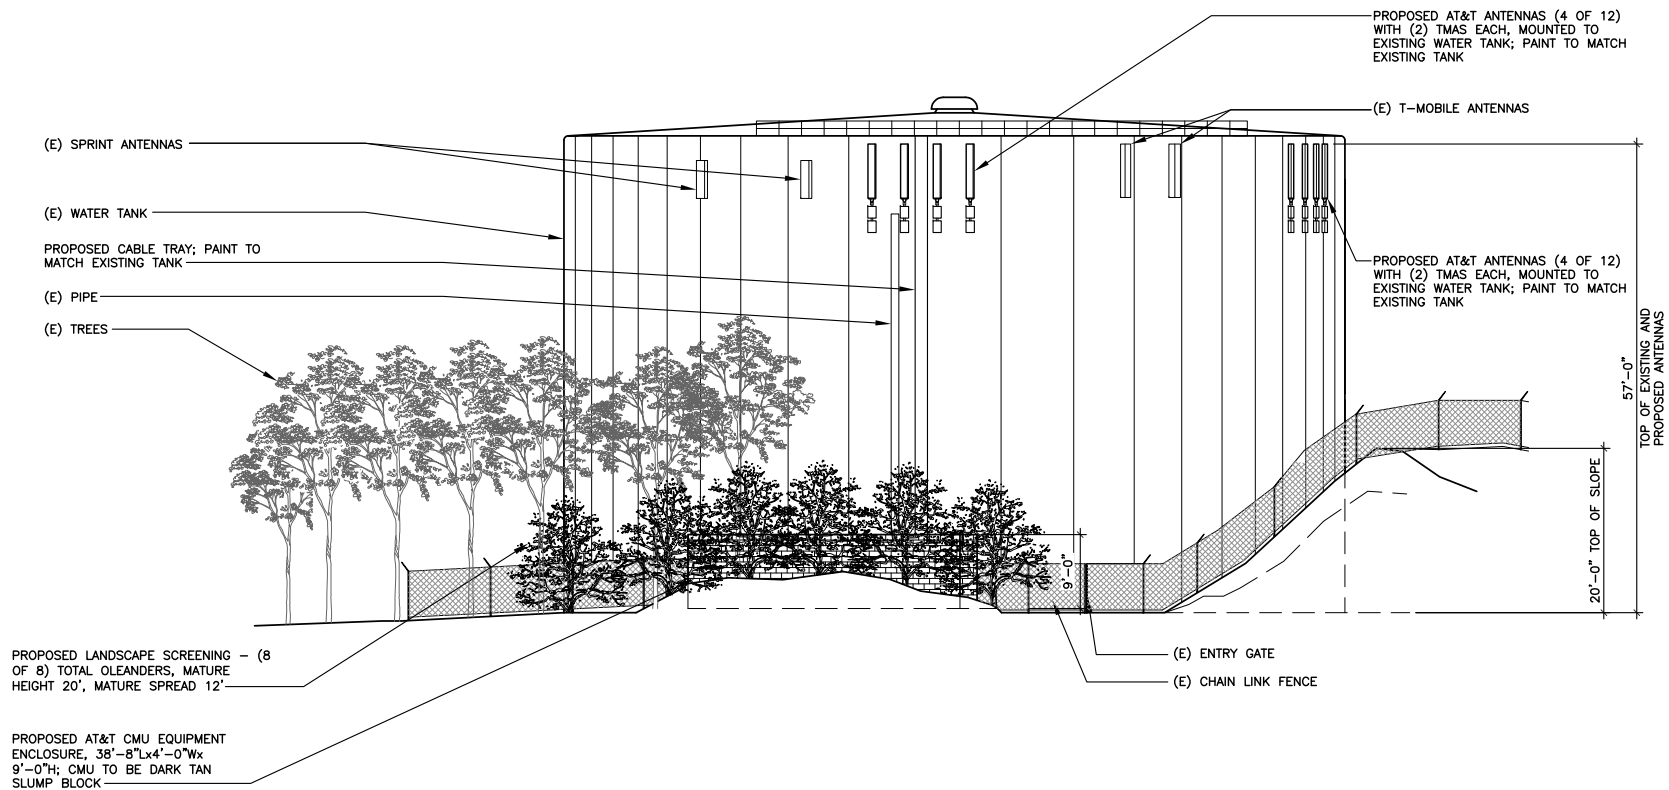 PROPOSED AT&T ANTENNAS (4 OF 12)
WITH (2) TMAS EACH, MOUNTED TO
EXISTING WATER TANK; PAINT TO MATCH
EXISTING TANK
(E) T-MOBILE ANTENNAS
(E) SPRINT ANTENNAS
(E) WATER TANK
PROPOSED CABLE TRAY; PAINT TO
MATCH EXISTING TANK
(E) PIPE
(E) TREES
PROPOSED AT&T ANTENNAS (4 OF 12)
WITH (2) TMAS EACH, MOUNTED TO
EXISTING WATER TANK; PAINT TO MATCH
EXISTING TANK
57'-0"
TOP OF EXISTING AND
PROPOSED ANTENNAS
20'-0" TOP OF SLOPE
9'-0"
PROPOSED LANDSCAPE SCREENING - (8
OF 8) TOTAL OLEANDERS, MATURE
HEIGHT 20', MATURE SPREAD 12'
(E) ENTRY GATE
(E) CHAIN LINK FENCE
PROPOSED AT&T CMU EQUIPMENT
ENCLOSURE, 38'-8"Lx4'-0"Wx
9'-0"H; CMU TO BE DARK TAN
SLUMP BLOCK